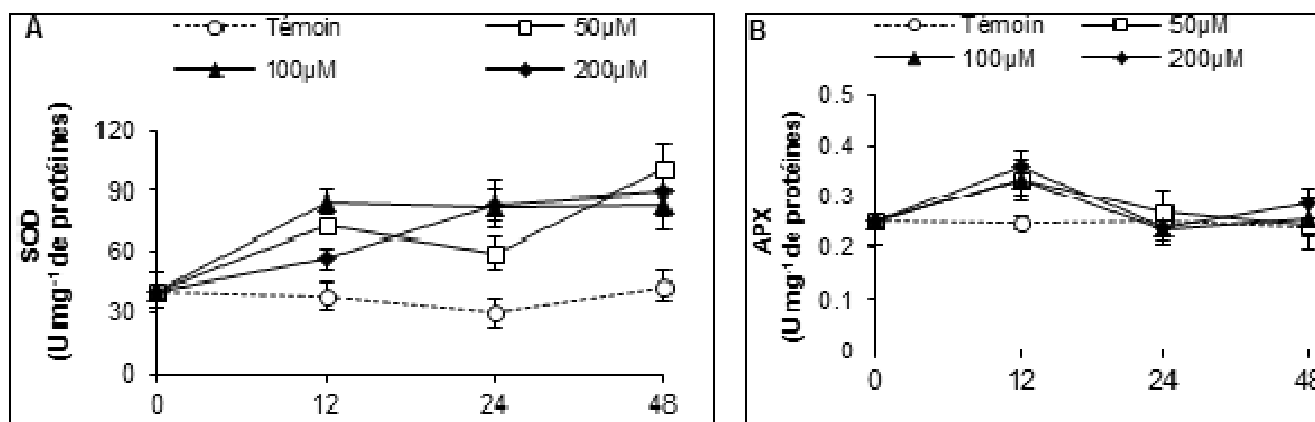 A
Témoin 50µM
100µM 200µM
SOD
(U mg⁻¹ de protéines)
120
90
60
30
0
0 12 24 48
B
Témoin 50µM
100µM 200µM
APX
(U mg⁻¹ de protéines)
0.5
0.4
0.3
0.2
0.1
0
0 12 24 48